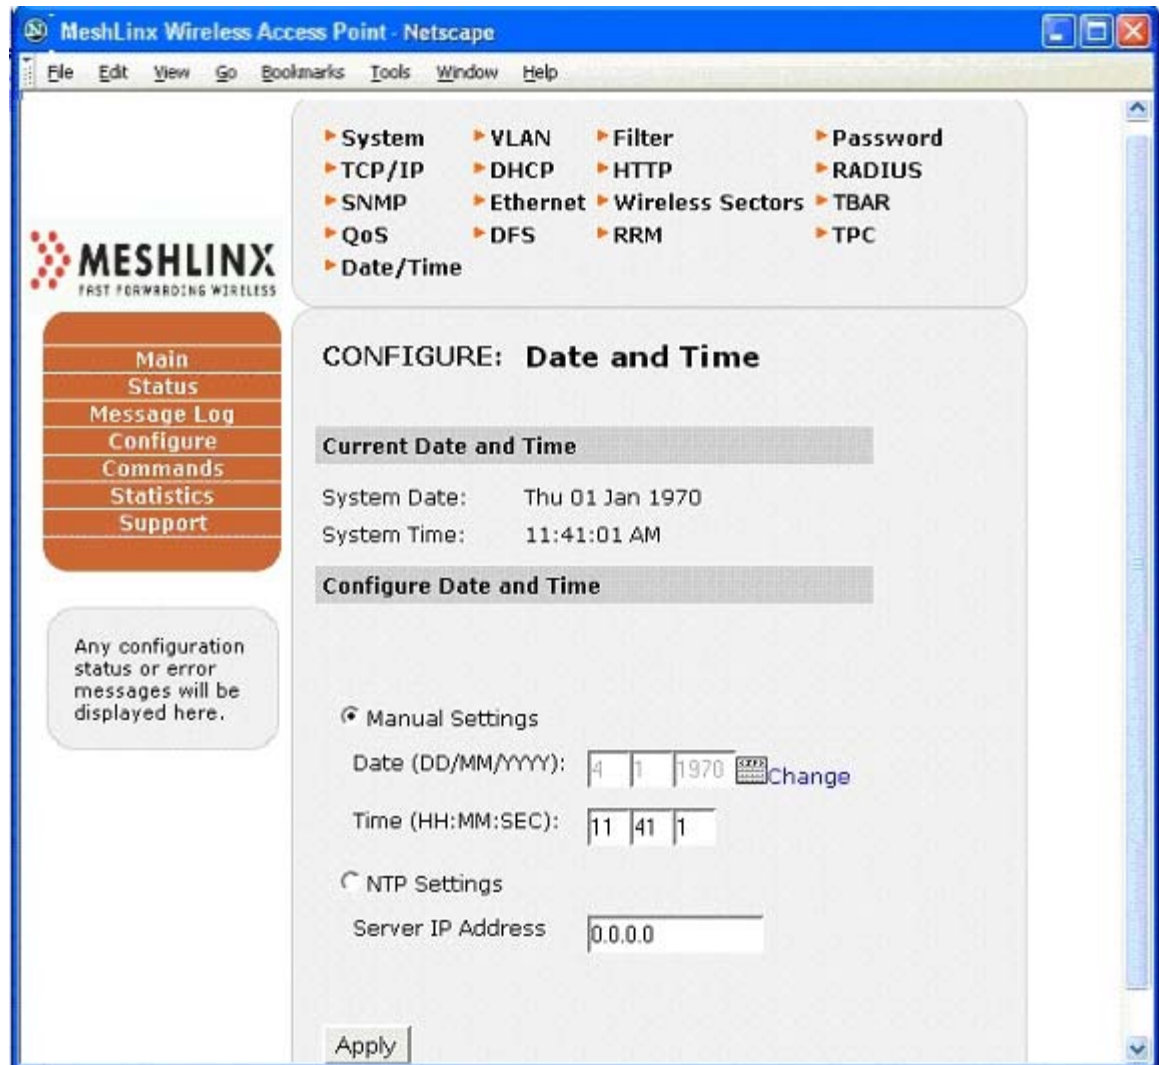 MeshLinx Wireless Access Point - Netscape
File Edit View Go Bookmarks Tools Window Help
System VLAN Filter Password
TCP/IP DHCP HTTP RADIUS
SNMP Ethernet Wireless Sectors TBAR
QoS DFS RRM TPC
Date/Time
MESHLINX
FAST FORWARDING WIRELESS
Main
Status
Message Log
Configure
Commands
Statistics
Support
Any configuration
status or error
messages will be
displayed here.
CONFIGURE: Date and Time
Current Date and Time
System Date: Thu 01 Jan 1970
System Time: 11:41:01 AM
Configure Date and Time
Manual Settings
Date (DD/MM/YYYY): 4 1 1970 Change
Time (HH:MM:SEC): 11 41 1
NTP Settings
Server IP Address 0.0.0.0
Apply